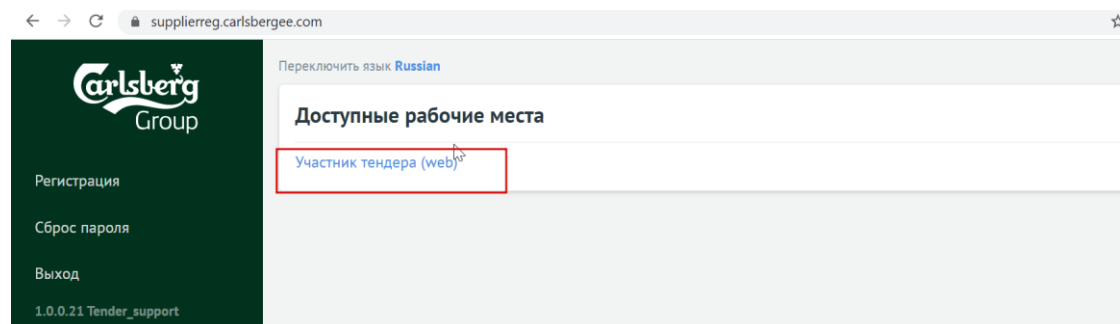 supplierreg.carlsbergee.com
Carlsberg
Group
Переключить язык Russian
Доступные рабочие места
Участник тендера (web)
Регистрация
Сброс пароля
Выход
1.0.0.21 Tender_support